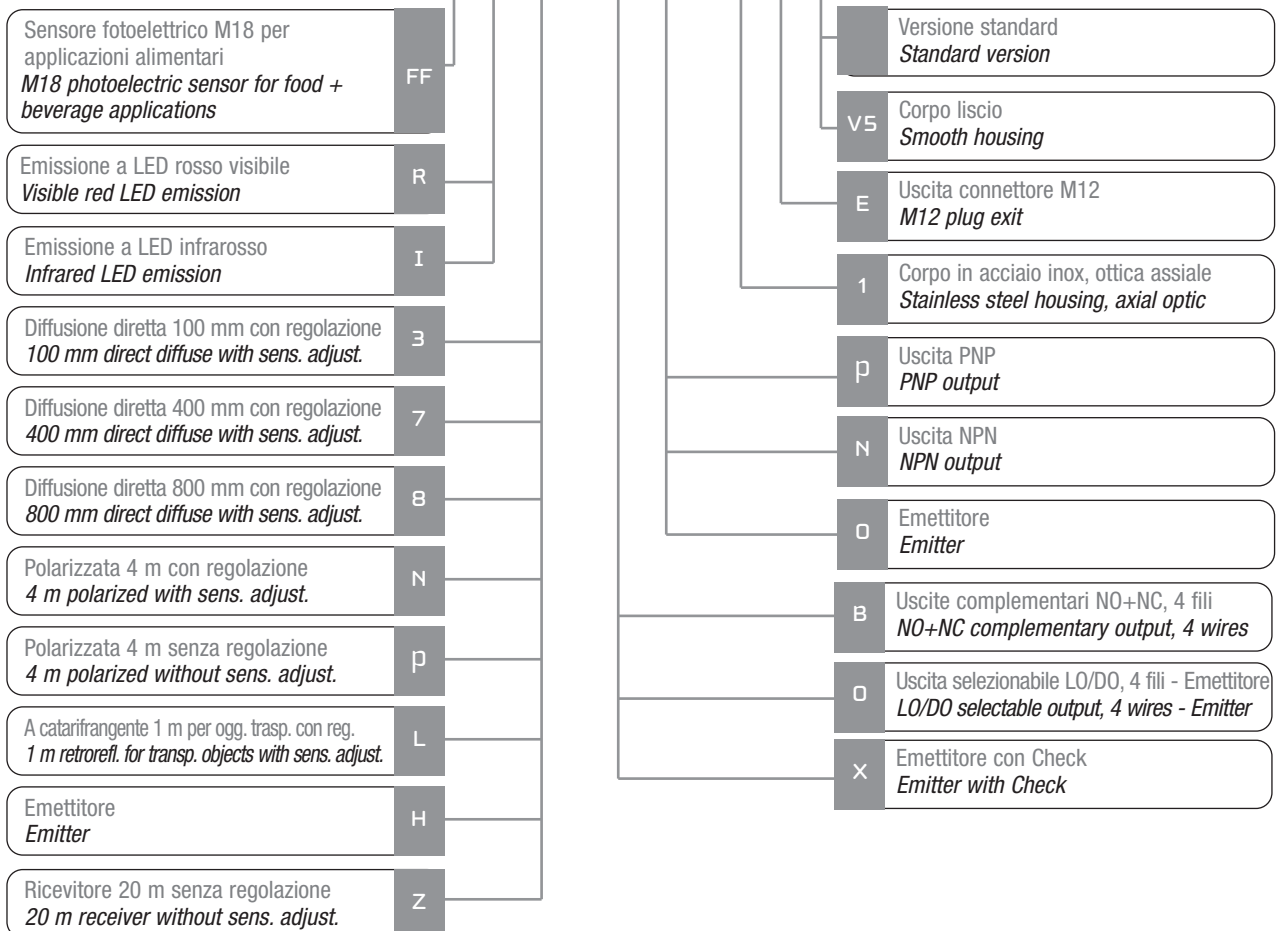 Sensore fotoelettrico M18 per
applicazioni alimentari
M18 photoelectric sensor for food +
beverage applications
FF
Emissione a LED rosso visibile
Visible red LED emission
R
Emissione a LED infrarosso
Infrared LED emission
I
Diffusione diretta 100 mm con regolazione
100 mm direct diffuse with sens. adjust.
3
Diffusione diretta 400 mm con regolazione
400 mm direct diffuse with sens. adjust.
7
Diffusione diretta 800 mm con regolazione
800 mm direct diffuse with sens. adjust.
8
Polarizzata 4 m con regolazione
4 m polarized with sens. adjust.
N
Polarizzata 4 m senza regolazione
4 m polarized without sens. adjust.
P
A catarifrangente 1 m per ogg. trasp. con reg.
1 m retrorefl. for transp. objects with sens. adjust.
L
Emettitore
Emitter
H
Ricevitore 20 m senza regolazione
20 m receiver without sens. adjust.
Z
Versione standard
Standard version
V5
Corpo liscio
Smooth housing
E
Uscita connettore M12
M12 plug exit
1
Corpo in acciaio inox, ottica assiale
Stainless steel housing, axial optic
P
Uscita PNP
PNP output
N
Uscita NPN
NPN output
0
Emettitore
Emitter
B
Uscite complementari NO+NC, 4 fili
NO+NC complementary output, 4 wires
0
Uscita selezionabile LO/DO, 4 fili - Emettitore
LO/DO selectable output, 4 wires - Emitter
X
Emettitore con Check
Emitter with Check